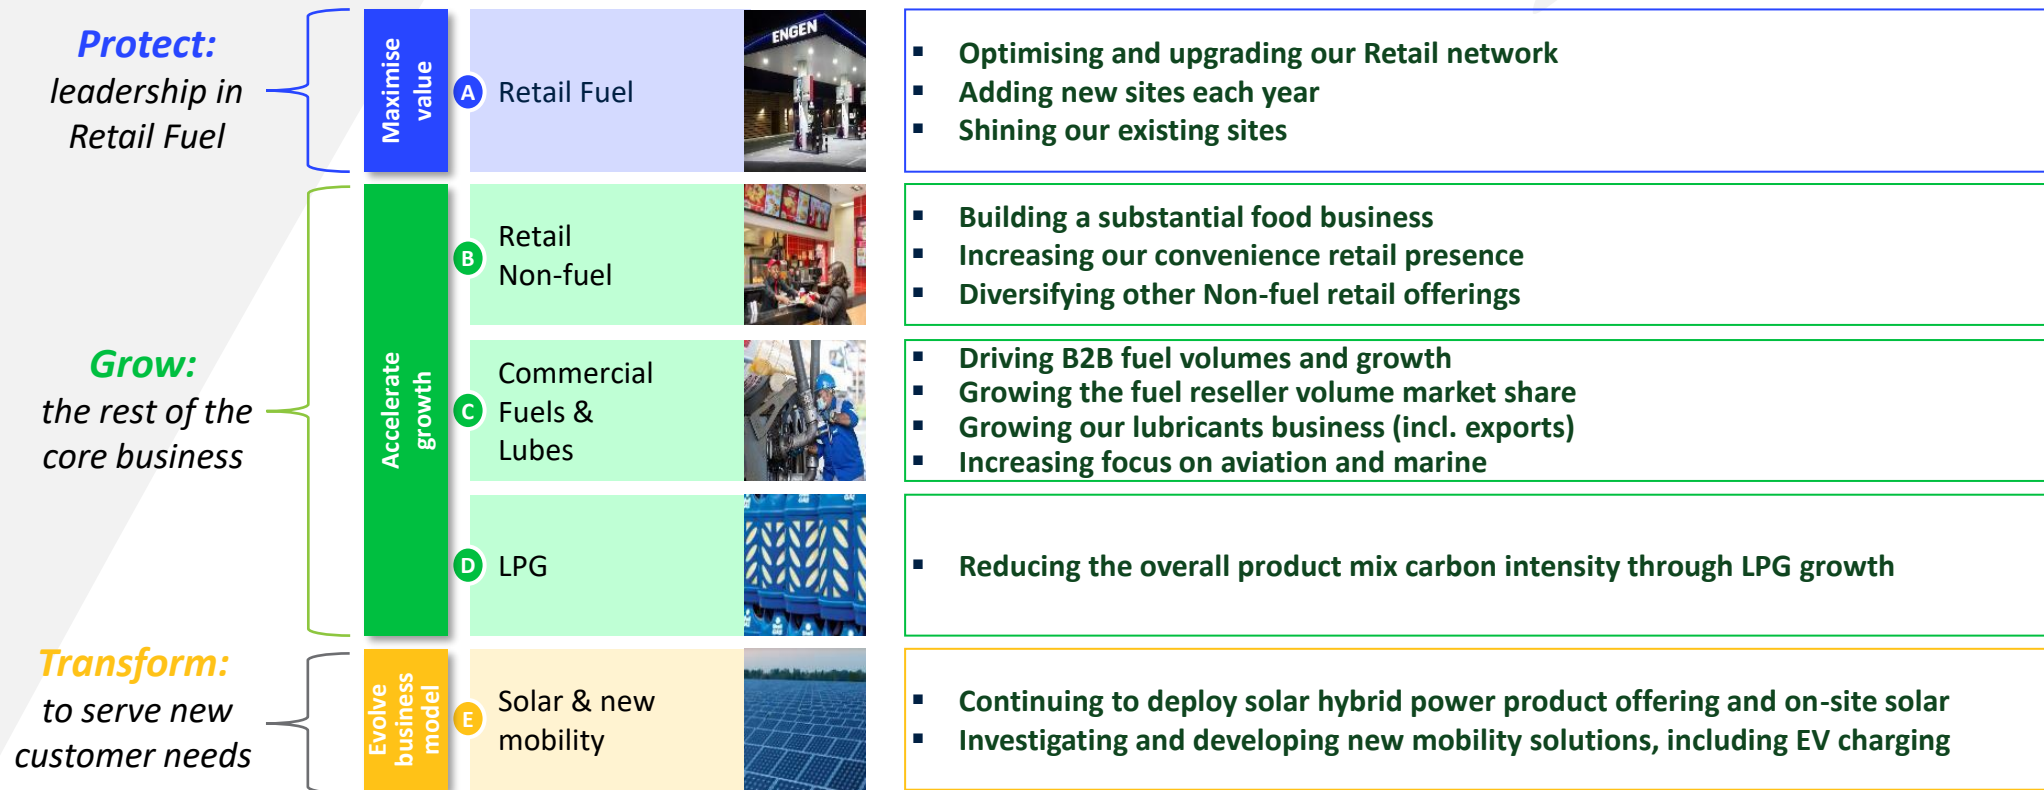 Protect:
leadership in
Retail Fuel
Maximise
value
A
Retail Fuel
ENGEN
▪ Optimising and upgrading our Retail network
▪ Adding new sites each year
▪ Shining our existing sites
Grow:
the rest of the
core business
Accelerate
growth
B
Retail
Non-fuel
▪ Building a substantial food business
▪ Increasing our convenience retail presence
▪ Diversifying other Non-fuel retail offerings
C
Commercial
Fuels &
Lubes
▪ Driving B2B fuel volumes and growth
▪ Growing the fuel reseller volume market share
▪ Growing our lubricants business (incl. exports)
▪ Increasing focus on aviation and marine
D
LPG
▪ Reducing the overall product mix carbon intensity through LPG growth
Transform:
to serve new
customer needs
Evolve
business
model
E
Solar & new
mobility
▪ Continuing to deploy solar hybrid power product offering and on-site solar
▪ Investigating and developing new mobility solutions, including EV charging